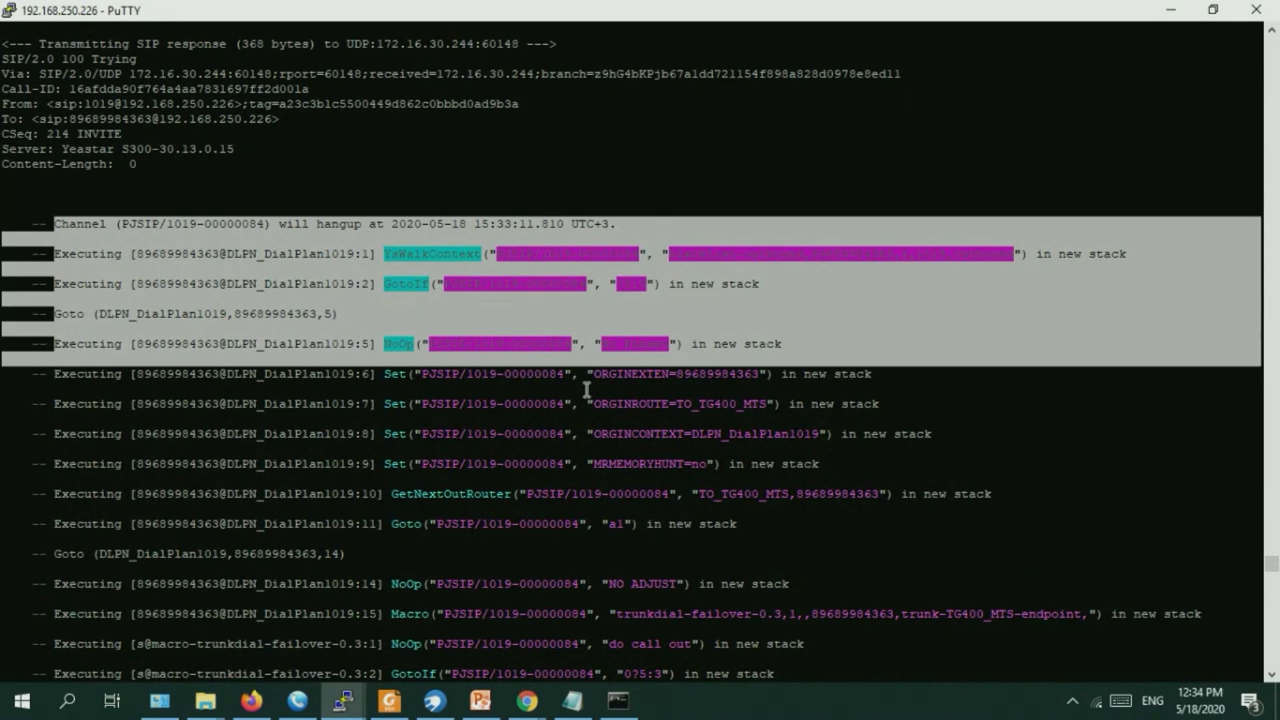 192.168.250.226 - PuTTY
<--- Transmitting SIP response (368 bytes) to UDP:172.16.30.244:60148 --->
SIP/2.0 100 Trying
Via: SIP/2.0/UDP 172.16.30.244:60148;rport=60148;received=172.16.30.244;branch=z9hG4bKPjb67a1dd721154f898a828d0978e8ed11
Call-ID: 16afdda90f764a4aa7831697ff2d001a
From: <sip:1019@192.168.250.226>;tag=a23c3b1c5500449d862c0bbbd0ad9b3a
To: <sip:89689984363@192.168.250.226>
CSeq: 214 INVITE
Server: Yeastar S300-30.13.0.15
Content-Length:  0
-- Channel (PJSIP/1019-00000084) will hangup at 2020-05-18 15:33:11.810 UTC+3.
-- Executing [89689984363@DLPN_DialPlan1019:1] YsWalkContext("", "") in new stack
-- Executing [89689984363@DLPN_DialPlan1019:2] GotoIf("", "") in new stack
-- Goto (DLPN_DialPlan1019,89689984363,5)
-- Executing [89689984363@DLPN_DialPlan1019:5] NoOp("", "") in new stack
-- Executing [89689984363@DLPN_DialPlan1019:6] Set("PJSIP/1019-00000084", "ORGINEXTEN=89689984363") in new stack
-- Executing [89689984363@DLPN_DialPlan1019:7] Set("PJSIP/1019-00000084", "ORGINROUTE=TO_TG400_MTS") in new stack
-- Executing [89689984363@DLPN_DialPlan1019:8] Set("PJSIP/1019-00000084", "ORGINCONTEXT=DLPN_DialPlan1019") in new stack
-- Executing [89689984363@DLPN_DialPlan1019:9] Set("PJSIP/1019-00000084", "MRMEMORYHUNT=no") in new stack
-- Executing [89689984363@DLPN_DialPlan1019:10] GetNextOutRouter("PJSIP/1019-00000084", "TO_TG400_MTS,89689984363") in new stack
-- Executing [89689984363@DLPN_DialPlan1019:11] Goto("PJSIP/1019-00000084", "a1") in new stack
-- Goto (DLPN_DialPlan1019,89689984363,14)
-- Executing [89689984363@DLPN_DialPlan1019:14] NoOp("PJSIP/1019-00000084", "NO ADJUST") in new stack
-- Executing [89689984363@DLPN_DialPlan1019:15] Macro("PJSIP/1019-00000084", "trunkdial-failover-0.3,1,,89689984363,trunk-TG400_MTS-endpoint,") in new stack
-- Executing [s@macro-trunkdial-failover-0.3:1] NoOp("PJSIP/1019-00000084", "do call out") in new stack
-- Executing [s@macro-trunkdial-failover-0.3:2] GotoIf("PJSIP/1019-00000084", "0?5:3") in new stack
ENG
12:34 PM
5/18/2020
3